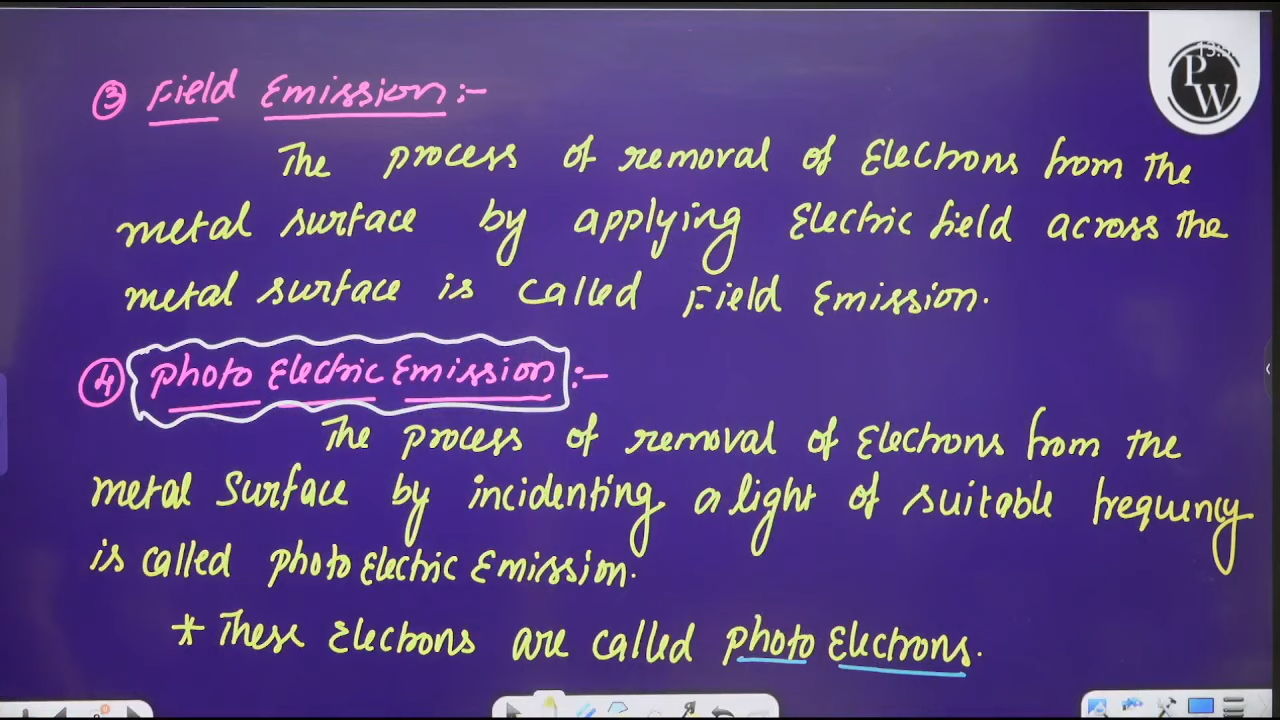 ③ Field Emission :-
The process of removal of Electrons from the
metal surface by applying Electric field across the
metal surface is called Field Emission.
④ Photo Electric Emission :-
The process of removal of Electrons from the
metal Surface by incidenting a light of suitable frequency
is called photo Electric Emission.
* These Electrons are called photo Electrons.
PW